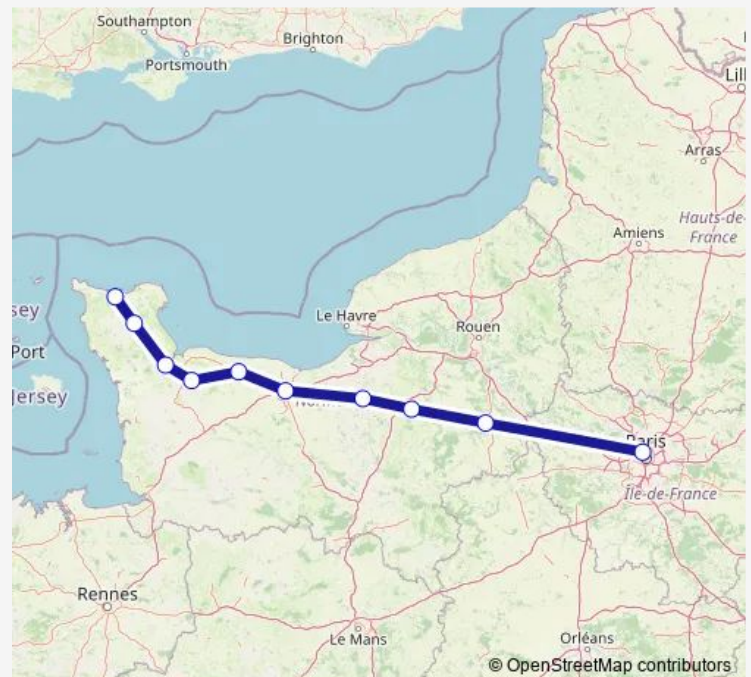 Southampton
Brighton
Portsmouth
Lill
Arras
Hauts-de-
France
Amiens
sey
Le Havre
Rouen
Port
Jersey
Paris
Île-de-France
Rennes
Le Mans
Orléans
© OpenStreetMap contributors